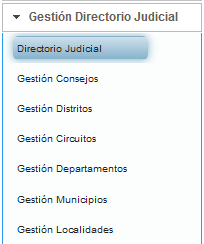 Gestión Directorio Judicial
Directorio Judicial
Gestión Consejos
Gestión Distritos
Gestión Circuitos
Gestión Departamentos
Gestión Municipios
Gestión Localidades